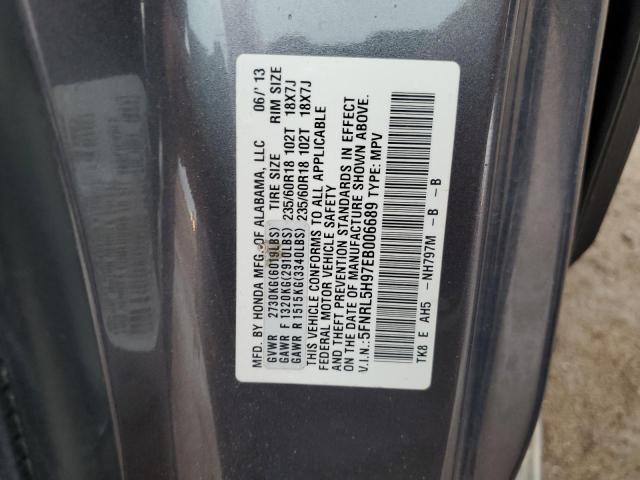 MFD. BY HONDA MFG. OF ALABAMA, LLC 06/'13
GVWR 2730KG(6019LBS) TIRE SIZE RIM SIZE
GAWR F 1320KG(2910LBS) 235/60R18 102T 18X7J
GAWR R 1515KG(3340LBS) 235/60R18 102T 18X7J
THIS VEHICLE CONFORMS TO ALL APPLICABLE
FEDERAL MOTOR VEHICLE SAFETY
AND THEFT PREVENTION STANDARDS IN EFFECT
ON THE DATE OF MANUFACTURE SHOWN ABOVE.
V.I.N.:5FNRL5H97EB006689 TYPE: MPV
TK8 E AH5 -NH797M -B -B